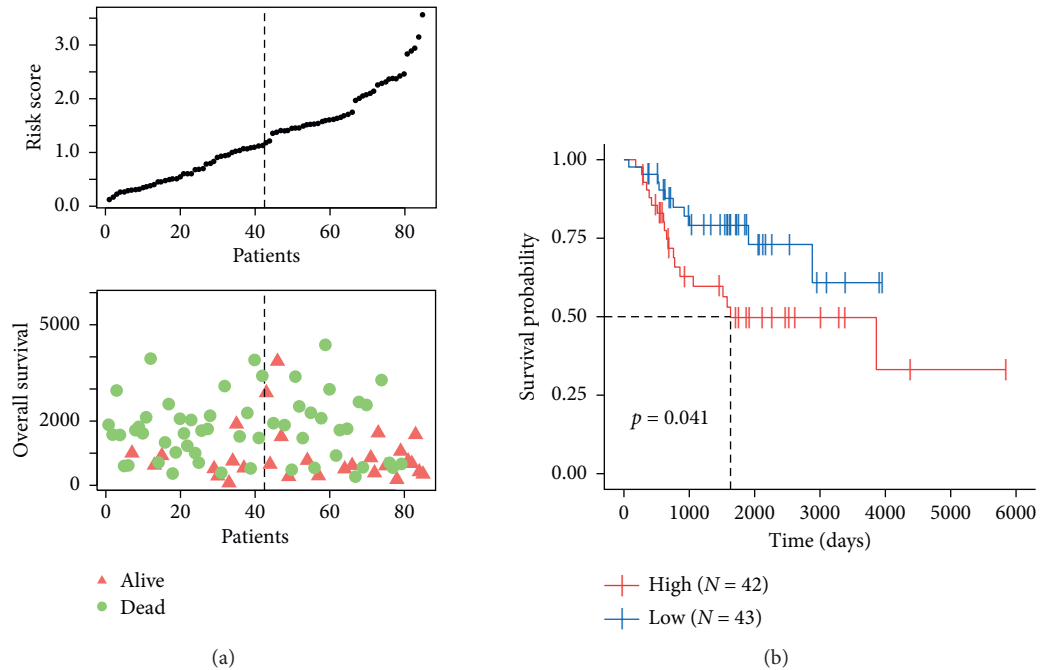 Risk score
3.0
2.0
1.0
0.0
0 20 40 60 80
Patients
Overall survival
5000
2000
0
0 20 40 60 80
Patients
Alive
Dead
(a)
Survival probability
1.00
0.75
0.50
0.25
0.00
p = 0.041
0 1000 2000 3000 4000 5000 6000
Time (days)
High (N = 42)
Low (N = 43)
(b)